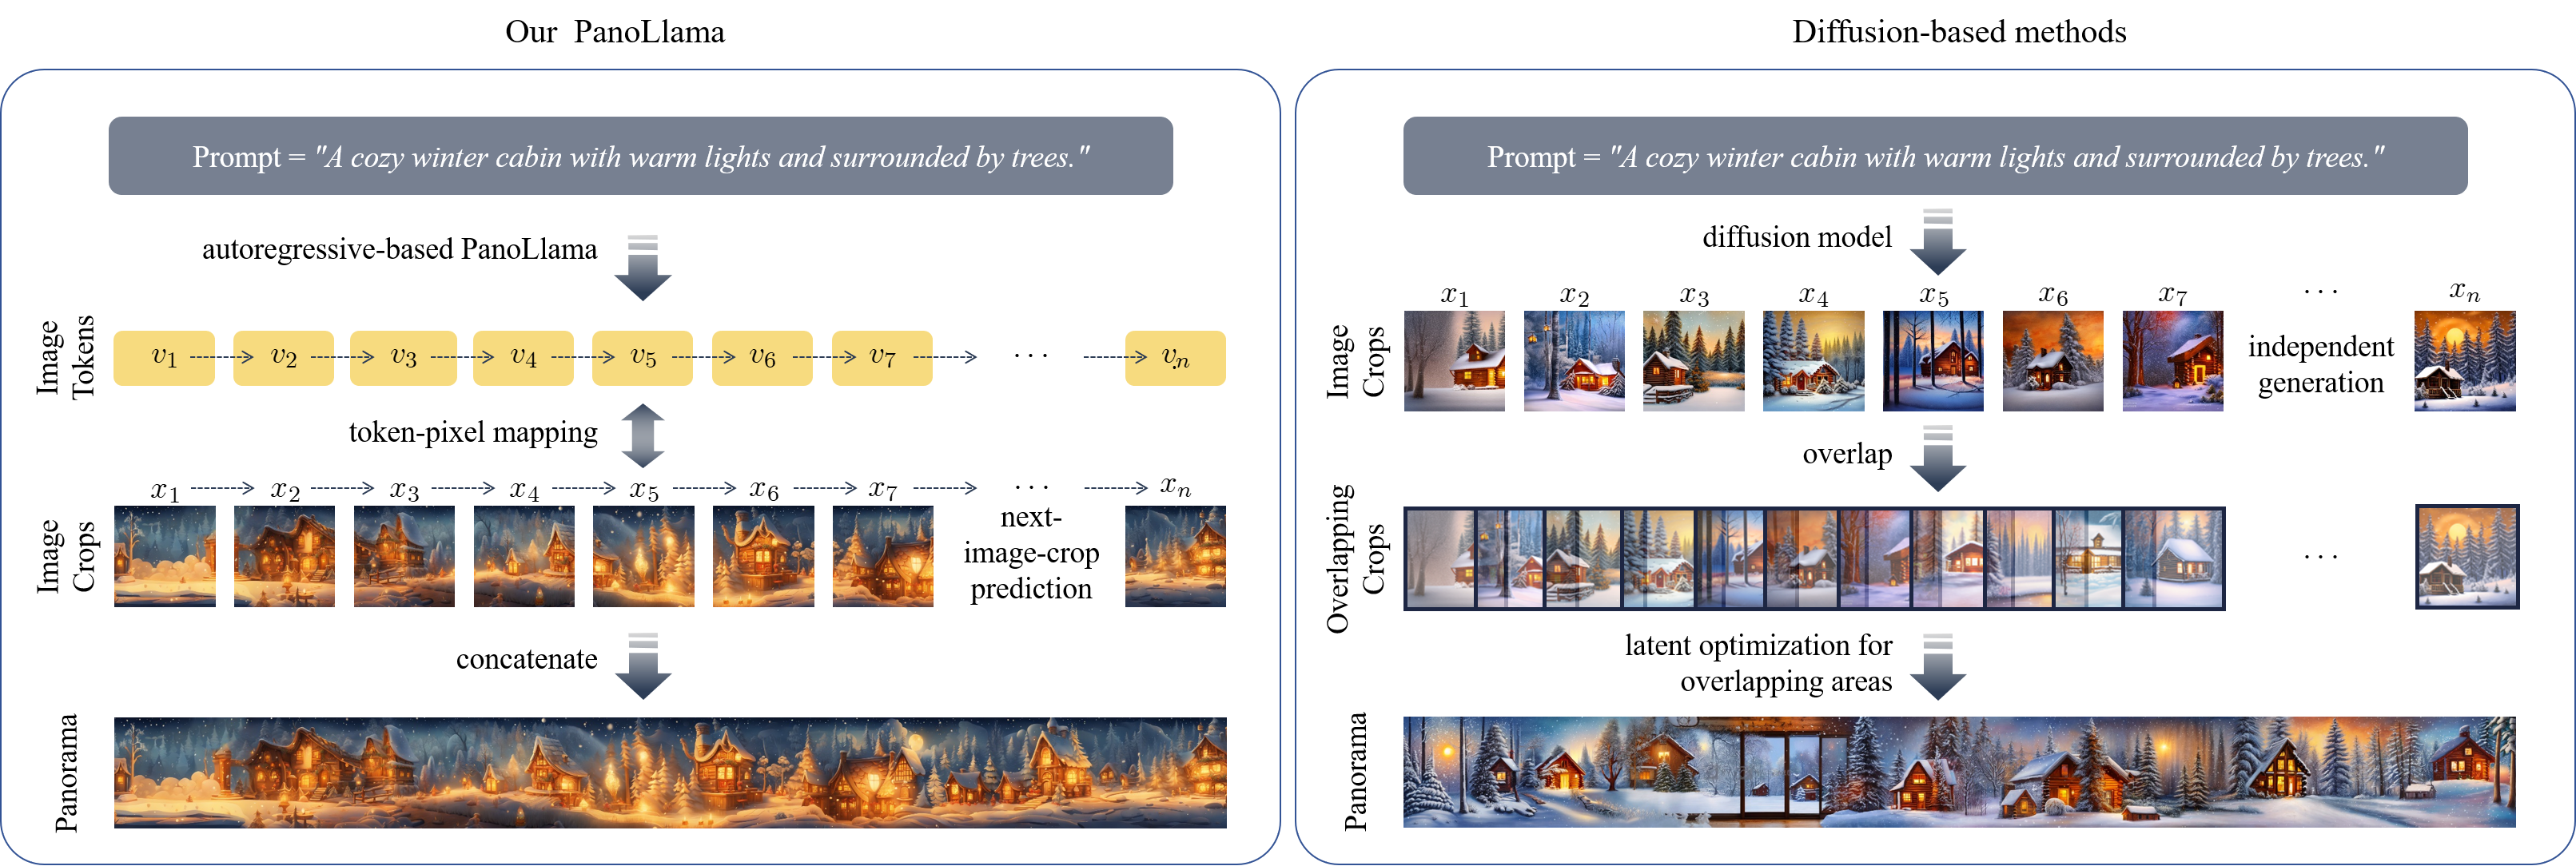 Our PanoLlama
Prompt = "A cozy winter cabin with warm lights and surrounded by trees."
autoregressive-based PanoLlama
Image
Tokens
v1 v2 v3 v4 v5 v6 v7 ... vn
token-pixel mapping
x1 x2 x3 x4 x5 x6 x7 ... xn
Image
Crops
next-
image-crop
prediction
concatenate
Panorama
Diffusion-based methods
Prompt = "A cozy winter cabin with warm lights and surrounded by trees."
diffusion model
x1 x2 x3 x4 x5 x6 x7 ... xn
Image
Crops
independent
generation
overlap
Overlapping
Crops
...
latent optimization for
overlapping areas
Panorama